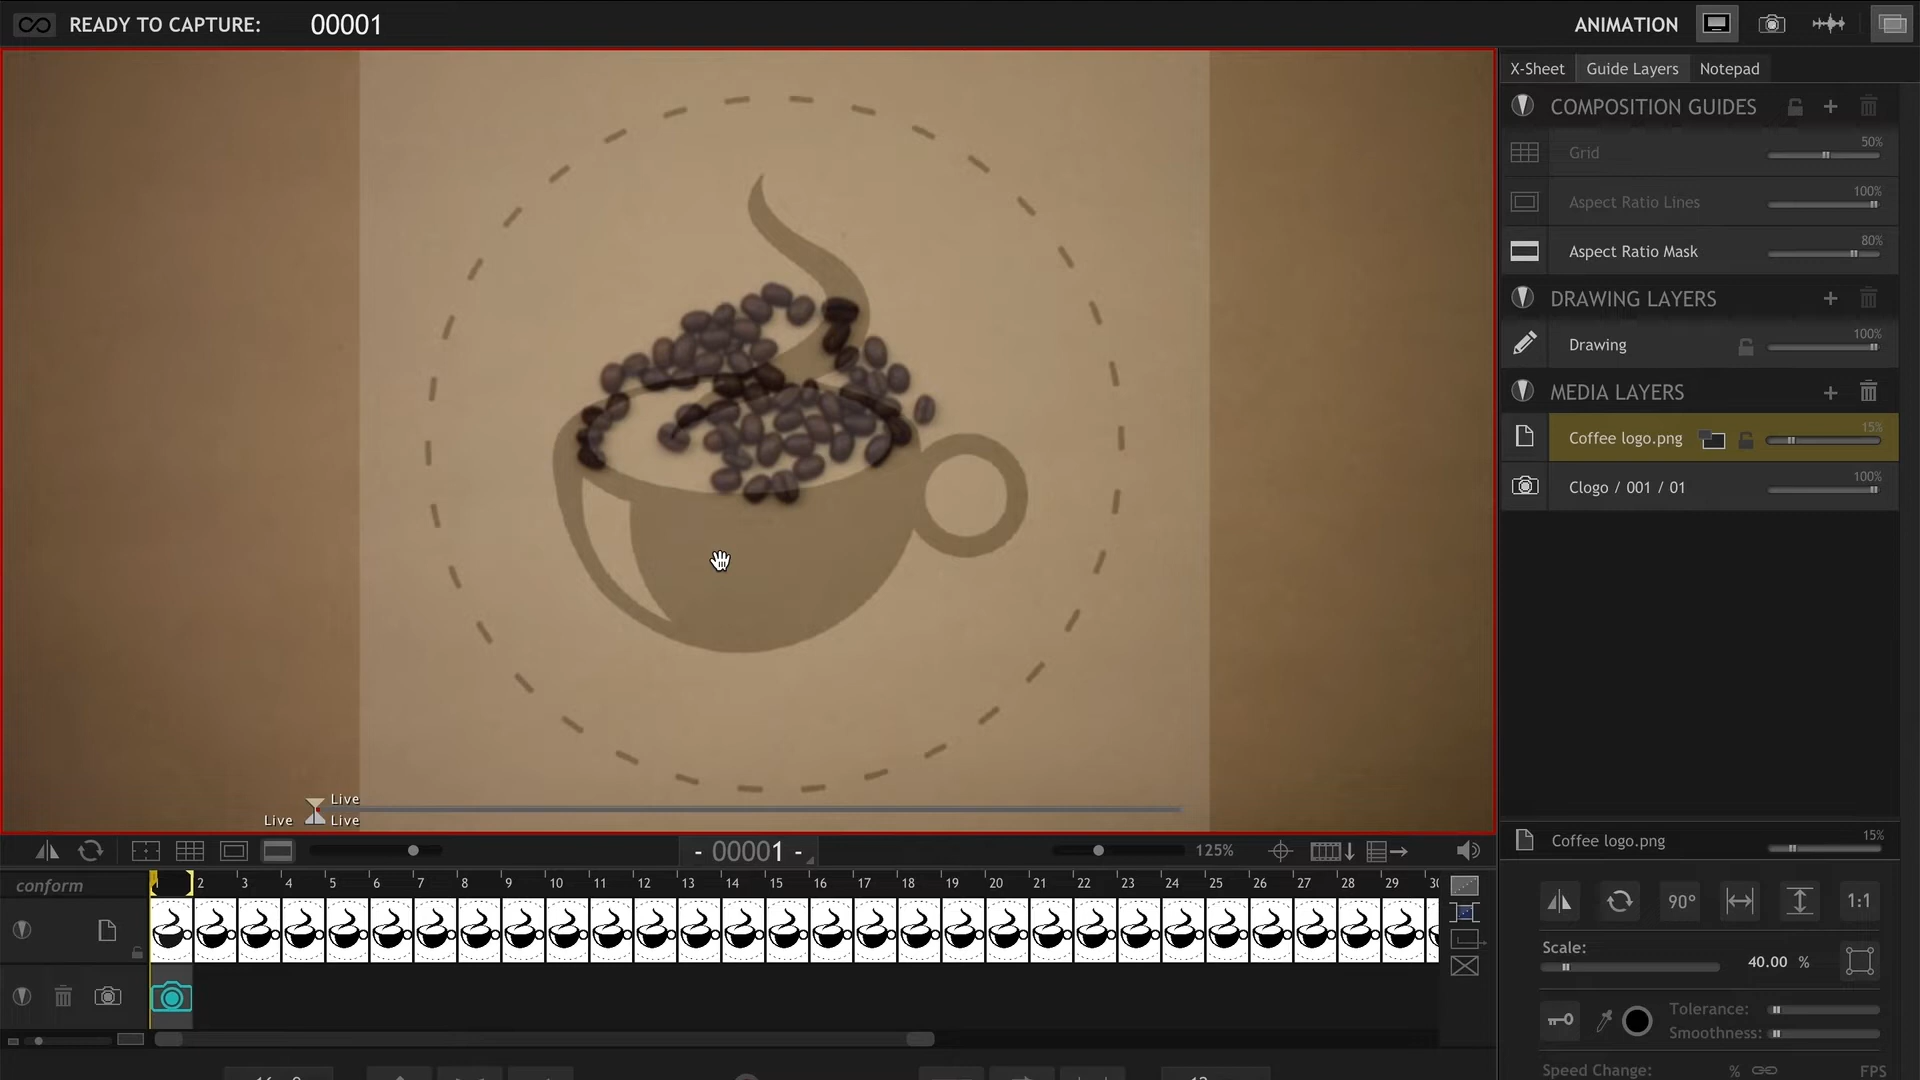 READY TO CAPTURE: 00001
ANIMATION
X-Sheet Guide Layers Notepad
COMPOSITION GUIDES
Grid 50%
Aspect Ratio Lines 100%
Aspect Ratio Mask 80%
DRAWING LAYERS
Drawing 100%
MEDIA LAYERS
Coffee logo.png 15%
Clogo / 001 / 01 100%
Live
Live Live
- 00001 - 125%
Coffee logo.png 15%
conform 1 2 3 4 5 6 7 8 9 10 11 12 13 14 15 16 17 18 19 20 21 22 23 24 25 26 27 28 29
90° 1:1
Scale: 40.00 %
Tolerance:
Smoothness:
Speed Change: % FPS